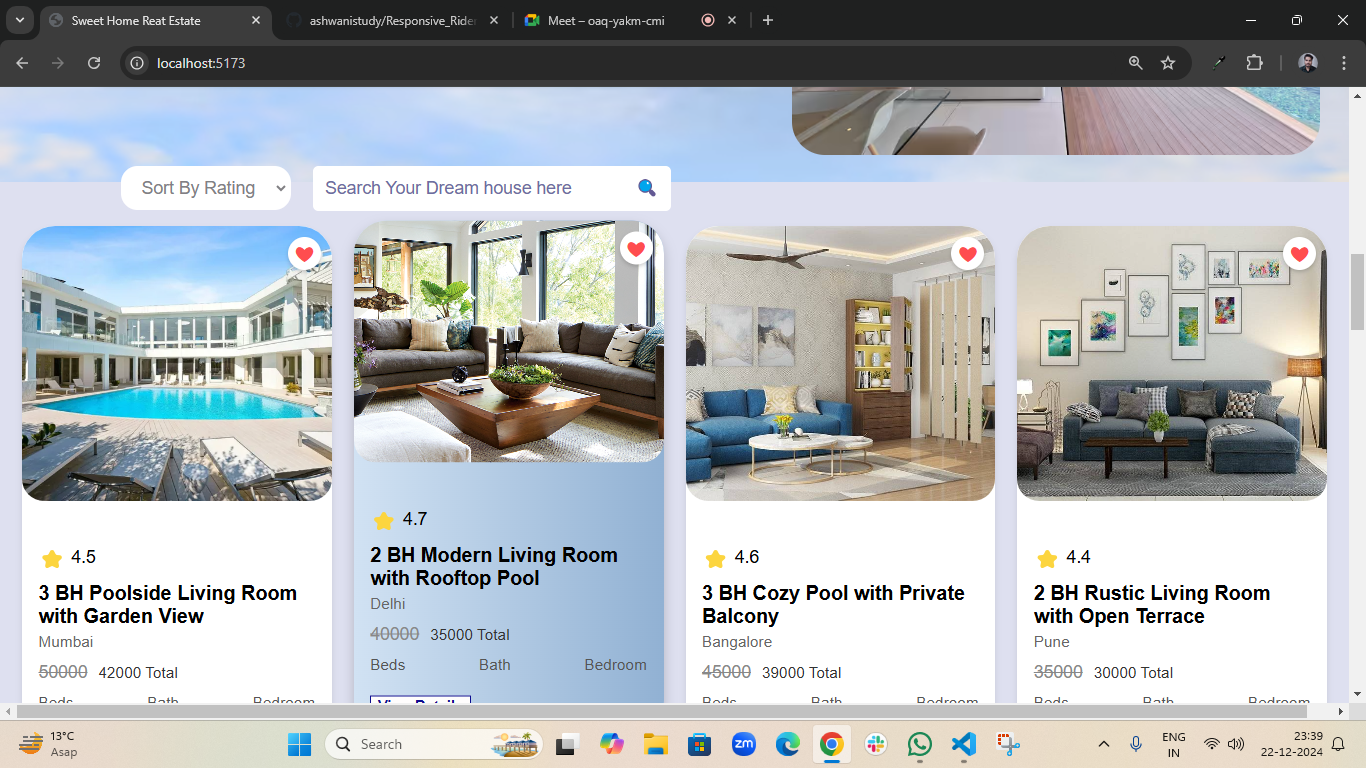 Sweet Home Reat Estate
ashwanistudy/Responsive_Rider
Meet – oaq-yakm-cmi
localhost:5173
Sort By Rating
Search Your Dream house here
4.5
3 BH Poolside Living Room
with Garden View
Mumbai
50000 42000 Total
Beds Bath Bedroom
4.7
2 BH Modern Living Room
with Rooftop Pool
Delhi
40000 35000 Total
Beds Bath Bedroom
View Details
4.6
3 BH Cozy Pool with Private
Balcony
Bangalore
45000 39000 Total
Beds Bath Bedroom
4.4
2 BH Rustic Living Room
with Open Terrace
Pune
35000 30000 Total
Beds Bath Bedroom
13°C
Asap
Search
zm
ENG
IN
23:39
22-12-2024